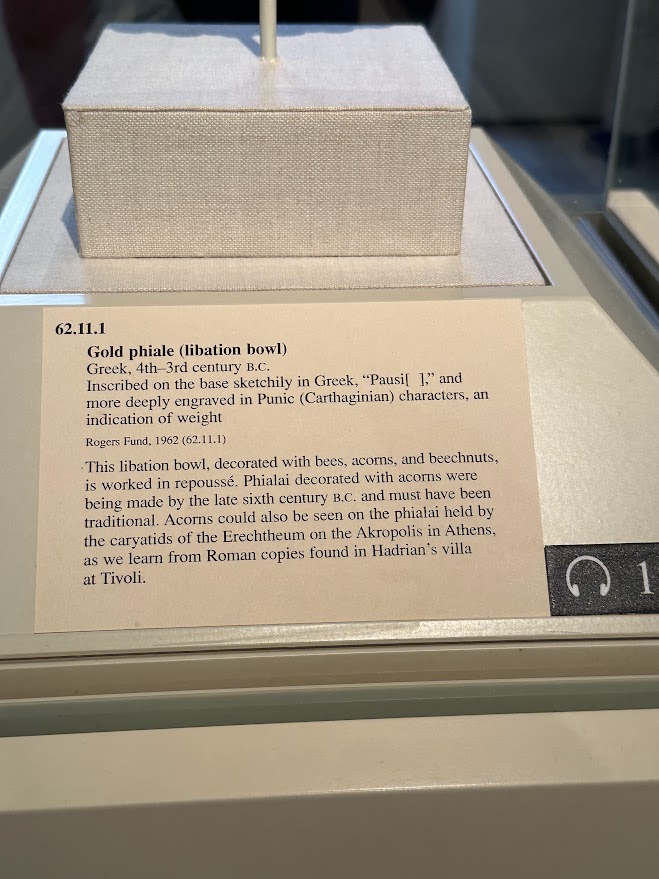 62.11.1
Gold phiale (libation bowl)
Greek, 4th–3rd century B.C.
Inscribed on the base sketchily in Greek, “Pausi[  ],” and
more deeply engraved in Punic (Carthaginian) characters, an
indication of weight
Rogers Fund, 1962 (62.11.1)
This libation bowl, decorated with bees, acorns, and beechnuts,
is worked in repoussé. Phialai decorated with acorns were
being made by the late sixth century B.C. and must have been
traditional. Acorns could also be seen on the phialai held by
the caryatids of the Erechtheum on the Akropolis in Athens,
as we learn from Roman copies found in Hadrian’s villa
at Tivoli.